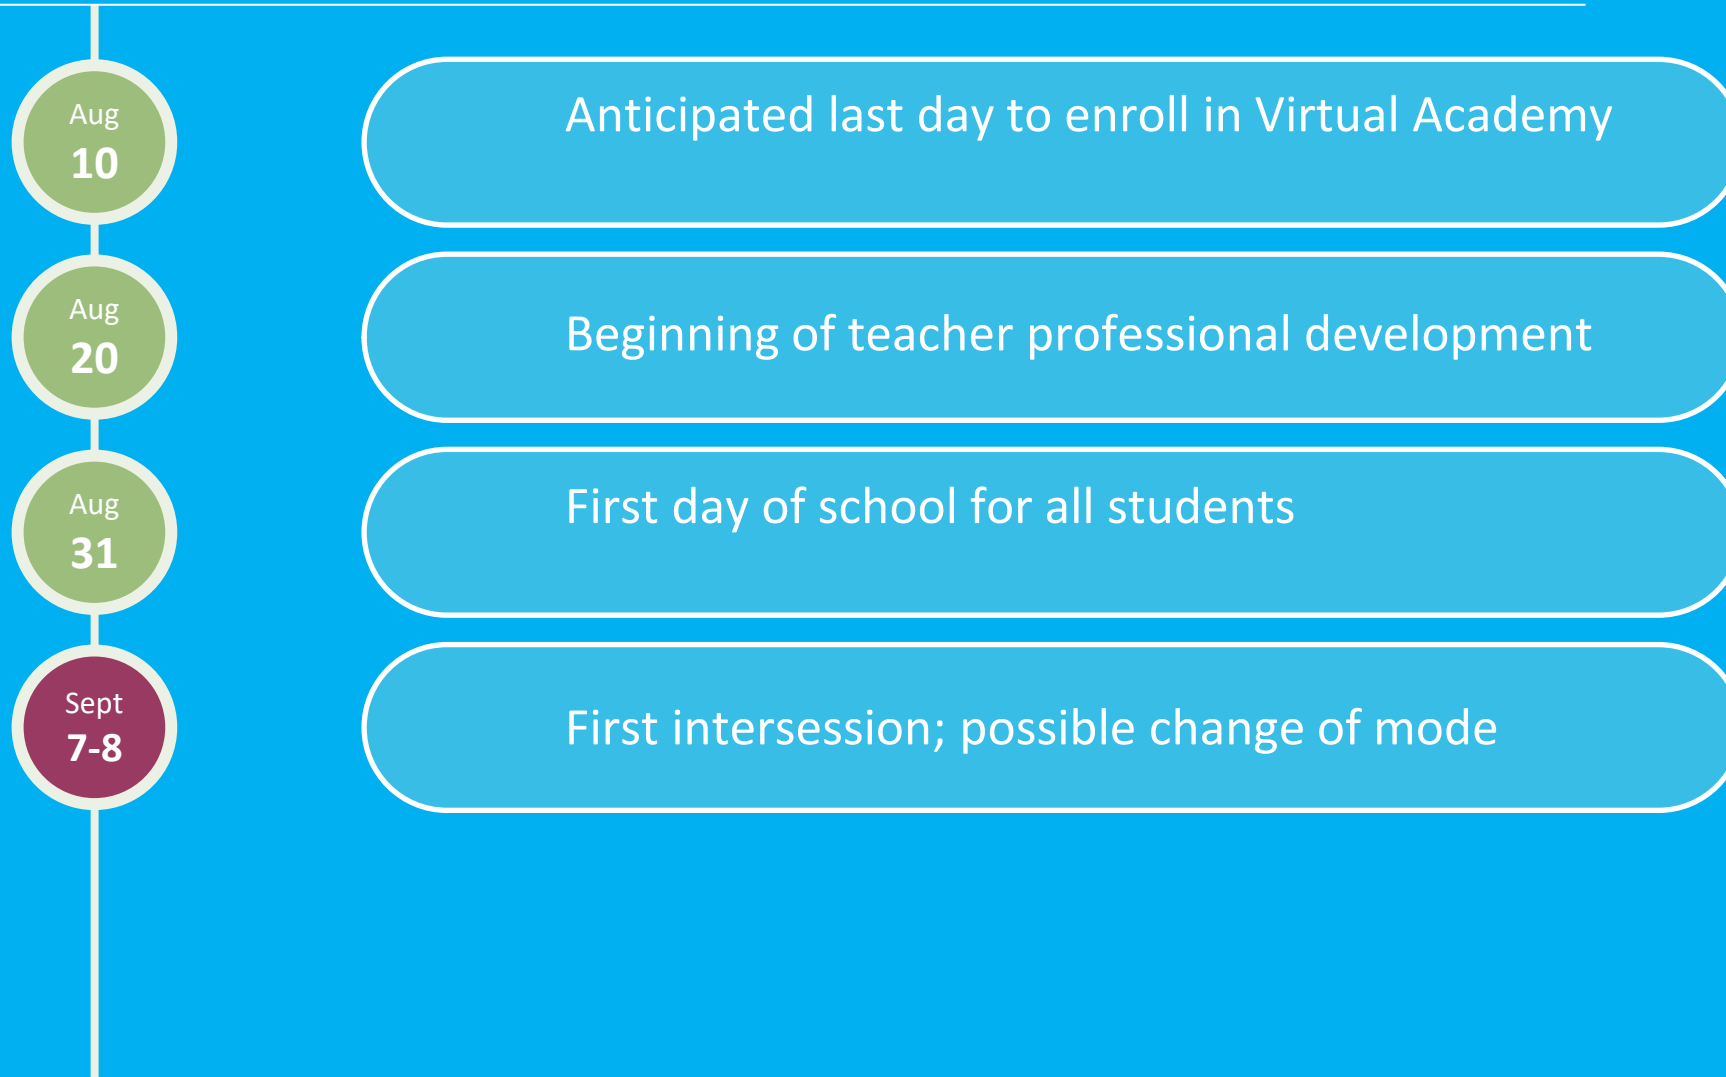 Aug
10
Anticipated last day to enroll in Virtual Academy
Aug
20
Beginning of teacher professional development
Aug
31
First day of school for all students
Sept
7-8
First intersession; possible change of mode